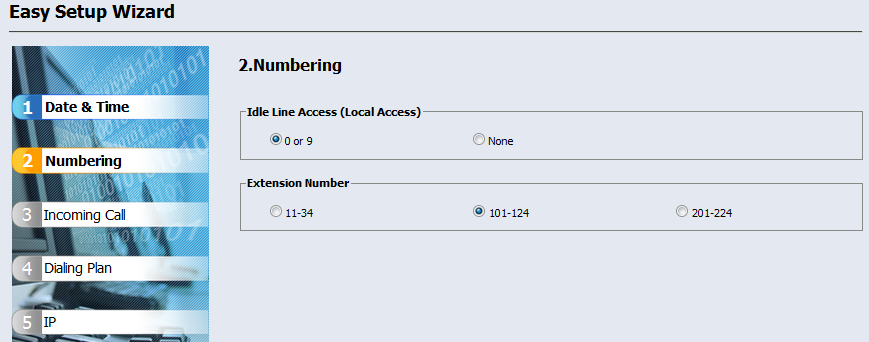 Easy Setup Wizard
1 Date & Time
2 Numbering
3 Incoming Call
4 Dialing Plan
5 IP
2.Numbering
Idle Line Access (Local Access)
0 or 9 None
Extension Number
11-34 101-124 201-224